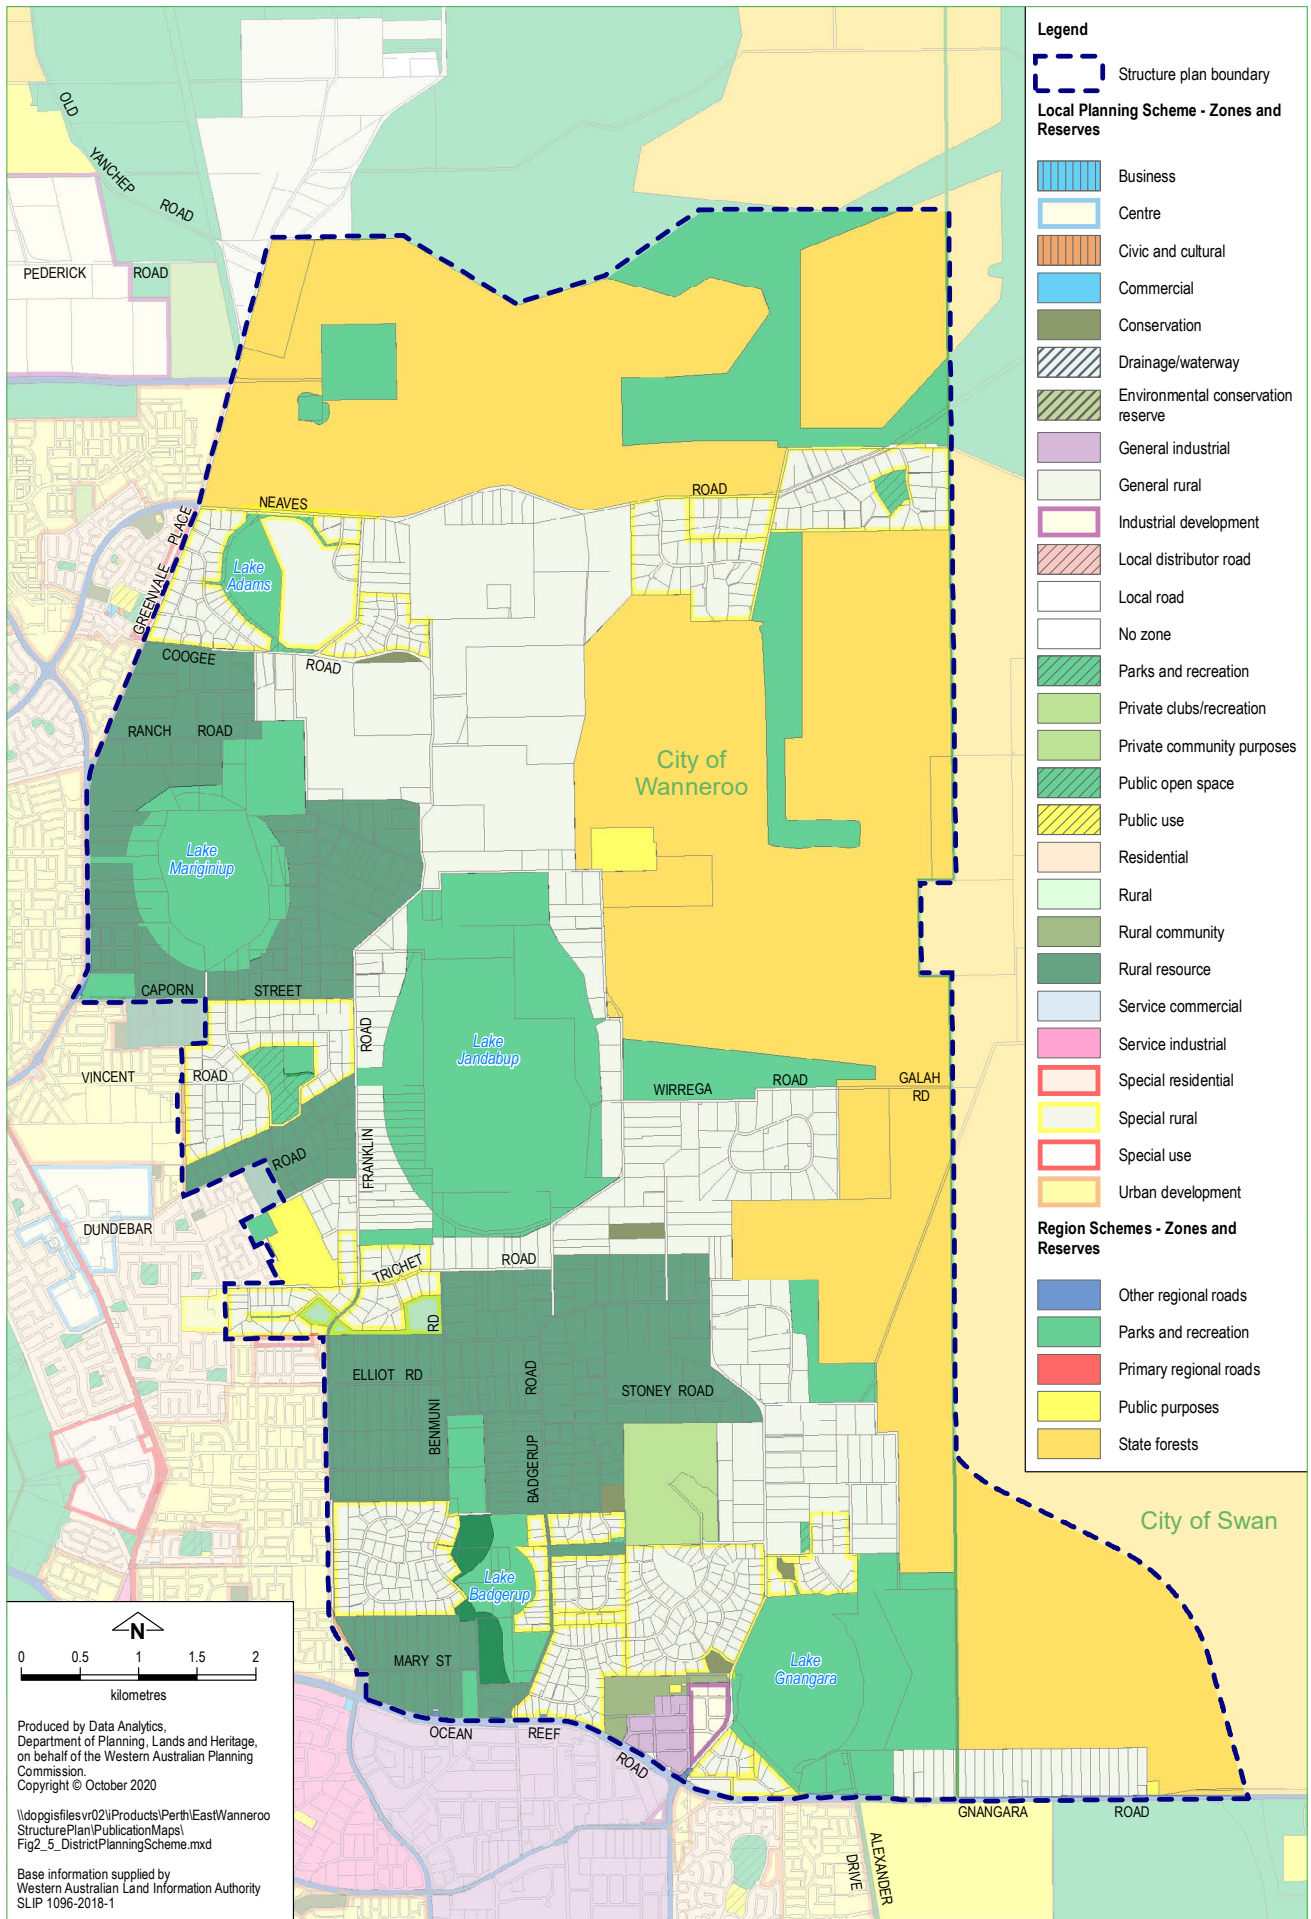 OLD
YANCHEP
ROAD
PEDERICK
ROAD
NEAVES
ROAD
GREENVALE PLACE
Lake
Adams
COOGEE
ROAD
RANCH ROAD
City of
Wanneroo
Lake
Mariginiup
CAPORN
STREET
VINCENT
ROAD
FRANKLIN
ROAD
Lake
Jandabup
WIRREGA
ROAD
GALAH
RD
ROAD
DUNDEBAR
TRICHET
ROAD
ELLIOT RD
BENMUNI
RD
BADGERUP
ROAD
STONEY ROAD
City of Swan
Lake
Badgerup
MARY ST
Lake
Gnangara
OCEAN
REEF
ROAD
GNANGARA
ROAD
ALEXANDER
DRIVE
Legend
Structure plan boundary
Local Planning Scheme - Zones and
Reserves
Business
Centre
Civic and cultural
Commercial
Conservation
Drainage/waterway
Environmental conservation
reserve
General industrial
General rural
Industrial development
Local distributor road
Local road
No zone
Parks and recreation
Private clubs/recreation
Private community purposes
Public open space
Public use
Residential
Rural
Rural community
Rural resource
Service commercial
Service industrial
Special residential
Special rural
Special use
Urban development
Region Schemes - Zones and
Reserves
Other regional roads
Parks and recreation
Primary regional roads
Public purposes
State forests
N
0 0.5 1 1.5 2
kilometres
Produced by Data Analytics,
Department of Planning, Lands and Heritage,
on behalf of the Western Australian Planning
Commission.
Copyright © October 2020
\\dopgisfilesvr02\iProducts\Perth\EastWanneroo
StructurePlan\PublicationMaps\
Fig2_5_DistrictPlanningScheme.mxd
Base information supplied by
Western Australian Land Information Authority
SLIP 1096-2018-1